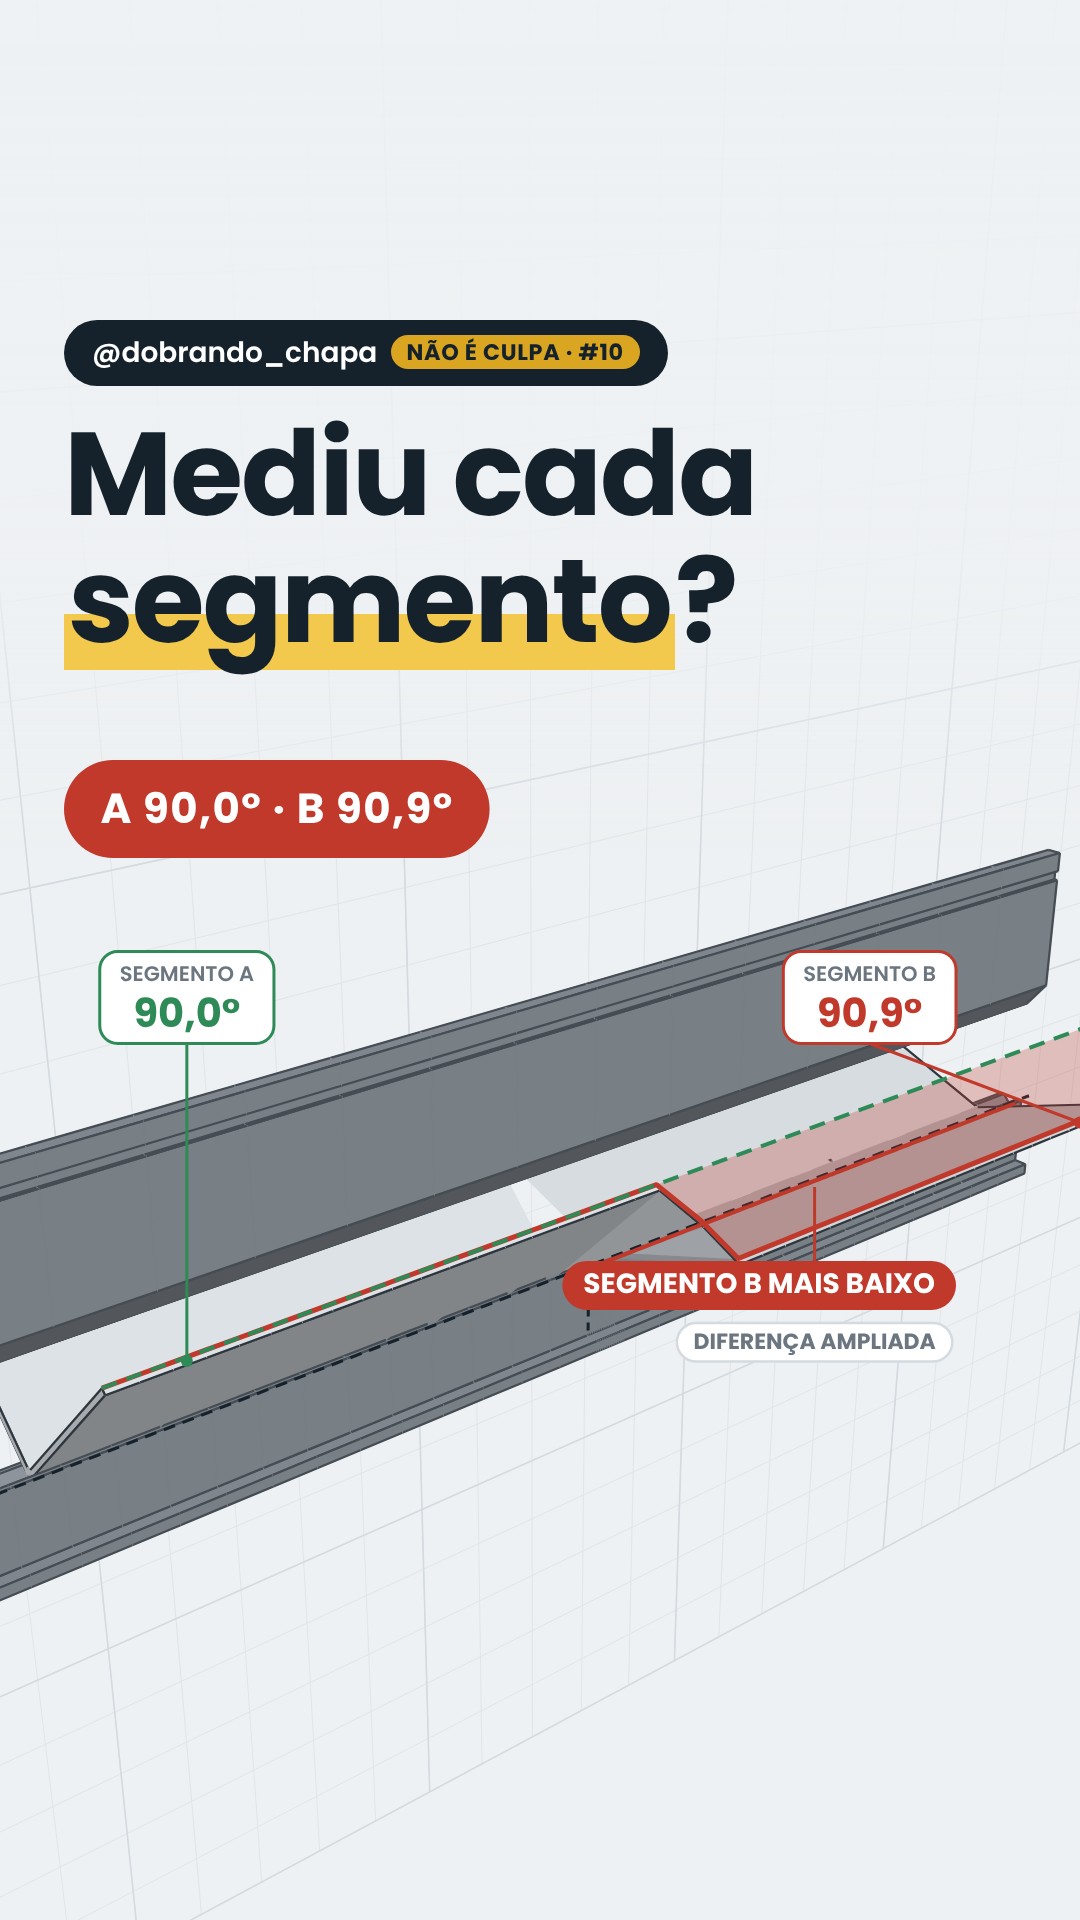 @dobrando_chapa NÃO É CULPA · #10
Mediu cada
segmento?
A 90,0° · B 90,9°
SEGMENTO A
90,0°
SEGMENTO B
90,9°
SEGMENTO B MAIS BAIXO
DIFERENÇA AMPLIADA